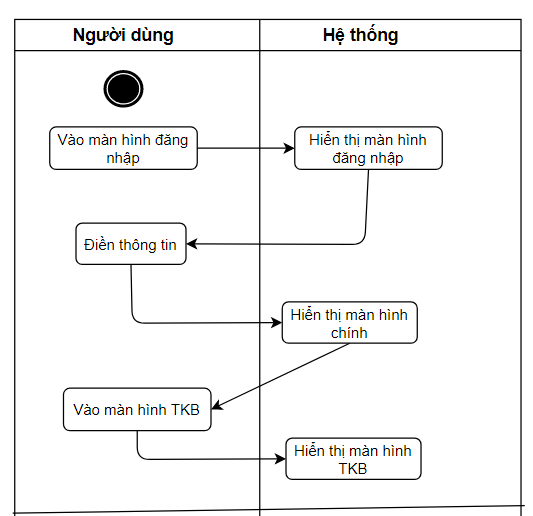 Người dùng
Hệ thống
Vào màn hình đăng
nhập
Hiển thị màn hình
đăng nhập
Điền thông tin
Hiển thị màn hình
chính
Vào màn hình TKB
Hiển thị màn hình
TKB